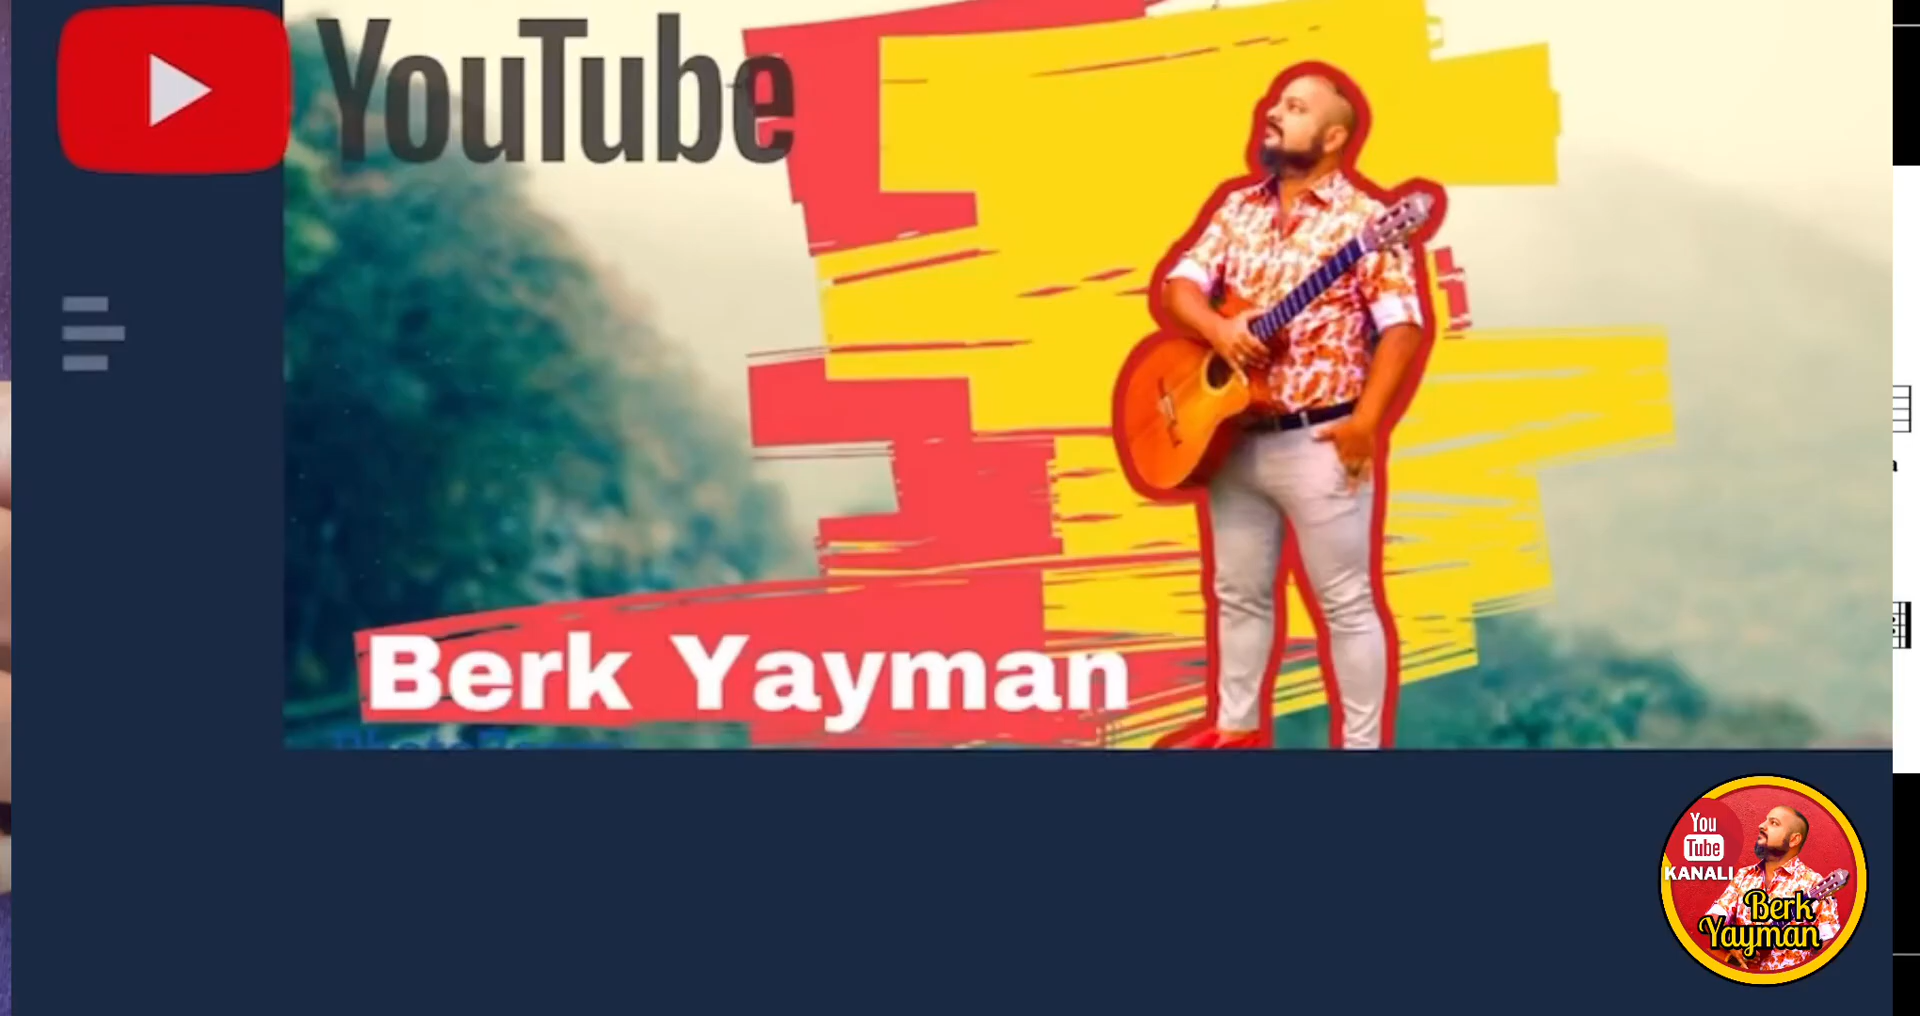 YouTube
Berk Yayman
You
Tube
KANALI
Berk
Yayman